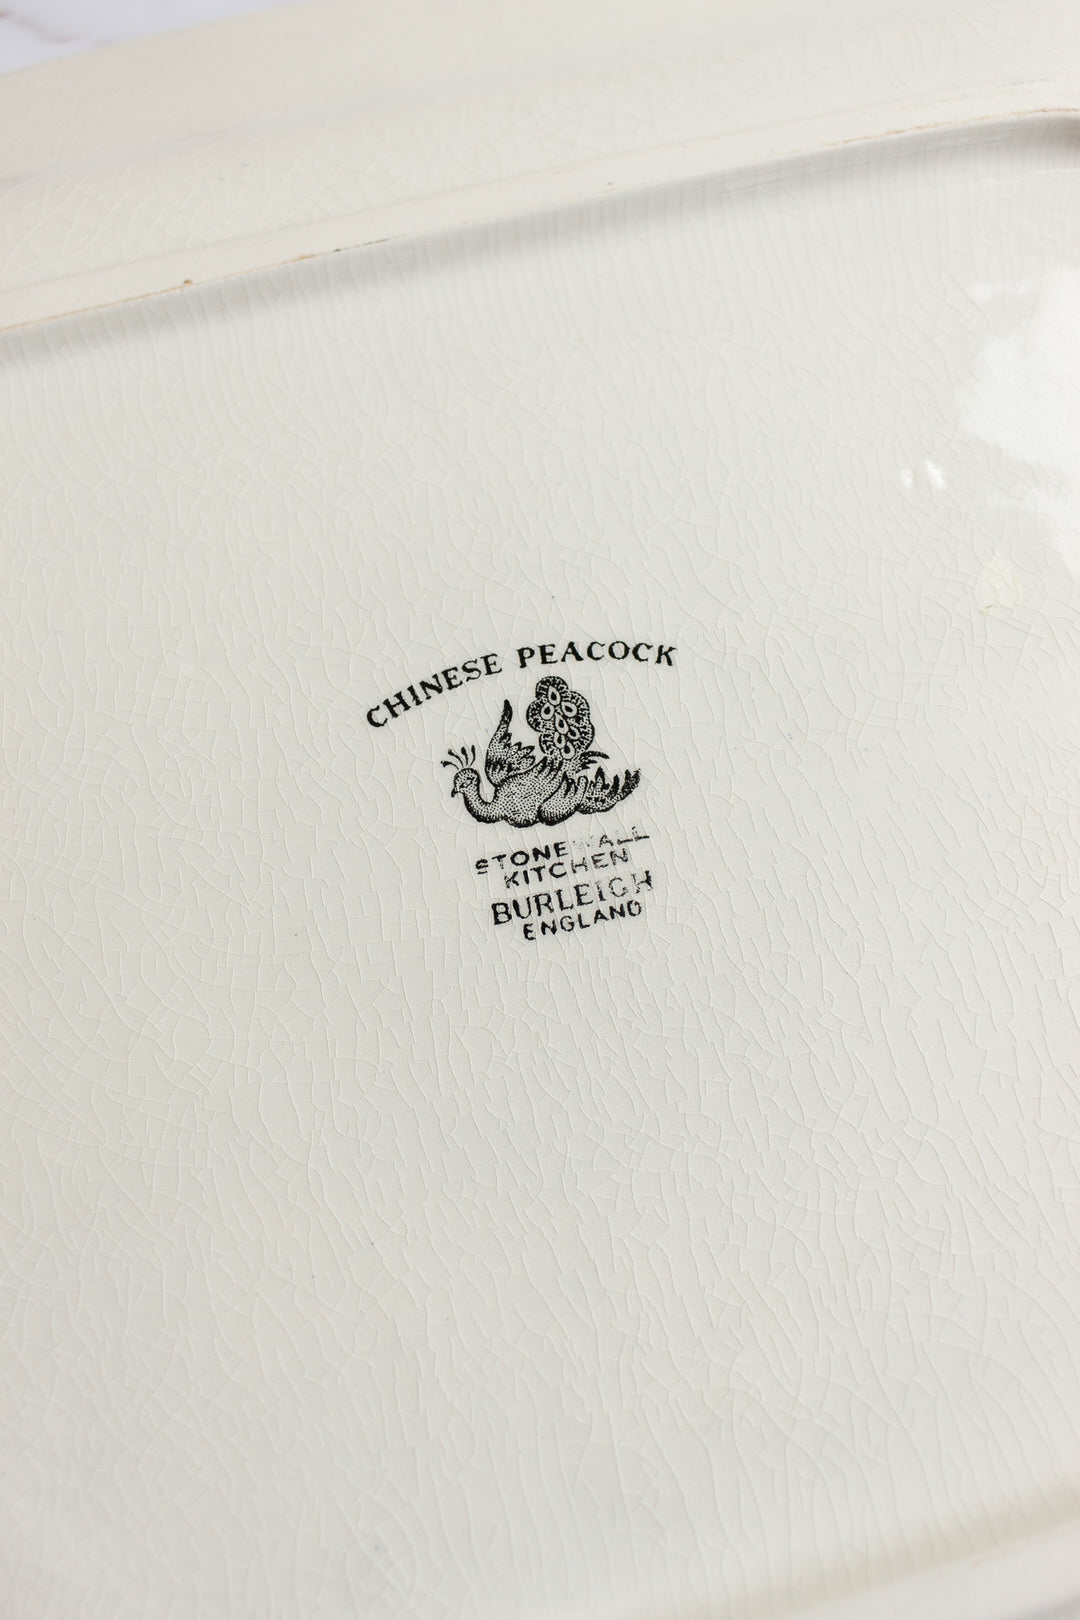 CHINESE PEACOCK
STONEWALL
KITCHEN
BURLEIGH
ENGLAND